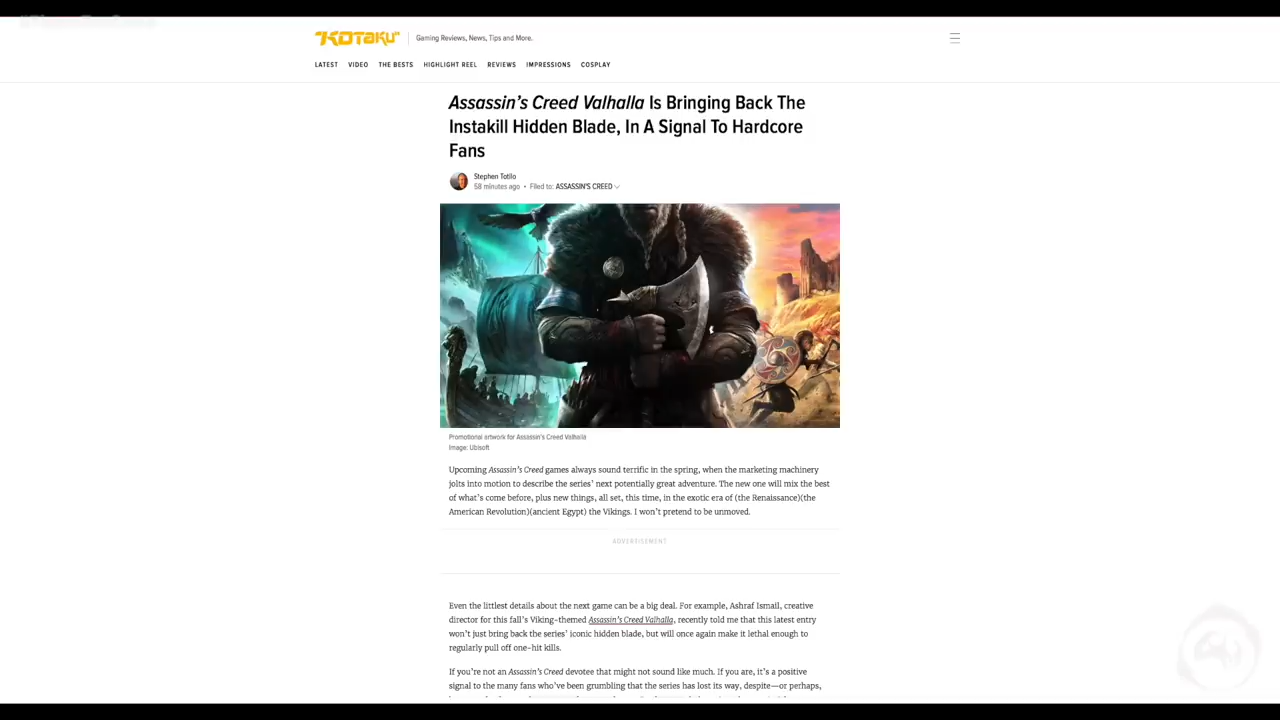 KOTAKU
Gaming Reviews, News, Tips and More.
LATEST VIDEO THE BESTS HIGHLIGHT REEL REVIEWS IMPRESSIONS COSPLAY
Assassin's Creed Valhalla Is Bringing Back The
Instakill Hidden Blade, In A Signal To Hardcore
Fans
Stephen Totilo
58 minutes ago • Filed to: ASSASSIN'S CREED
Promotional artwork for Assassin's Creed Valhalla
Image: Ubisoft
Upcoming Assassin's Creed games always sound terrific in the spring, when the marketing machinery
jolts into motion to describe the series' next potentially great adventure. The new one will mix the best
of what's come before, plus new things, all set, this time, in the exotic era of (the Renaissance)(the
American Revolution)(ancient Egypt) the Vikings. I won't pretend to be unmoved.
ADVERTISEMENT
Even the littlest details about the next game can be a big deal. For example, Ashraf Ismail, creative
director for this fall's Viking-themed Assassin's Creed Valhalla, recently told me that this latest entry
won't just bring back the series' iconic hidden blade, but will once again make it lethal enough to
regularly pull off one-hit kills.
If you're not an Assassin's Creed devotee that might not sound like much. If you are, it's a positive
signal to the many fans who've been grumbling that the series has lost its way, despite—or perhaps,